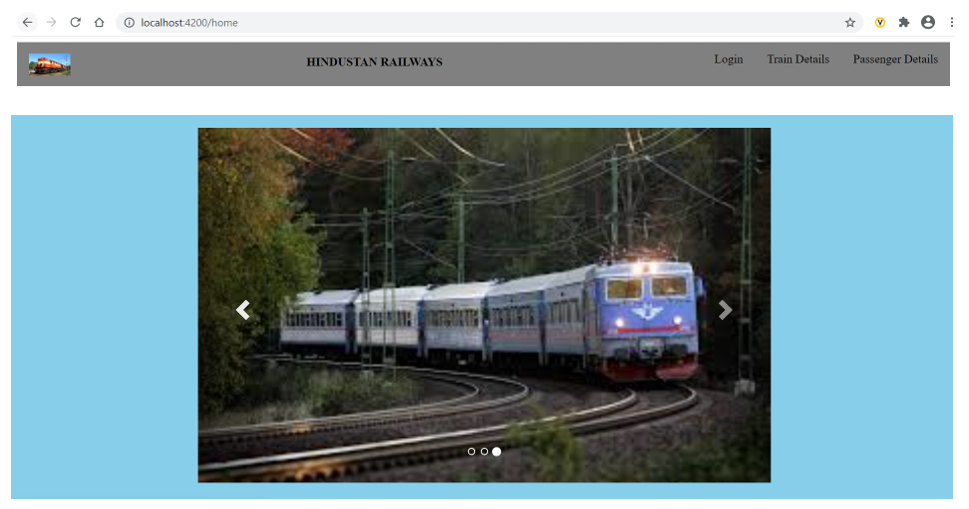 localhost:4200/home
HINDUSTAN RAILWAYS
Login Train Details Passenger Details